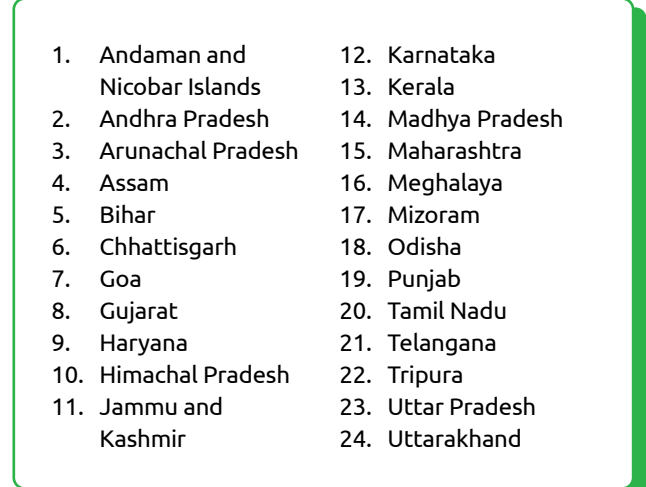 1. Andaman and
Nicobar Islands
2. Andhra Pradesh
3. Arunachal Pradesh
4. Assam
5. Bihar
6. Chhattisgarh
7. Goa
8. Gujarat
9. Haryana
10. Himachal Pradesh
11. Jammu and
Kashmir
12. Karnataka
13. Kerala
14. Madhya Pradesh
15. Maharashtra
16. Meghalaya
17. Mizoram
18. Odisha
19. Punjab
20. Tamil Nadu
21. Telangana
22. Tripura
23. Uttar Pradesh
24. Uttarakhand